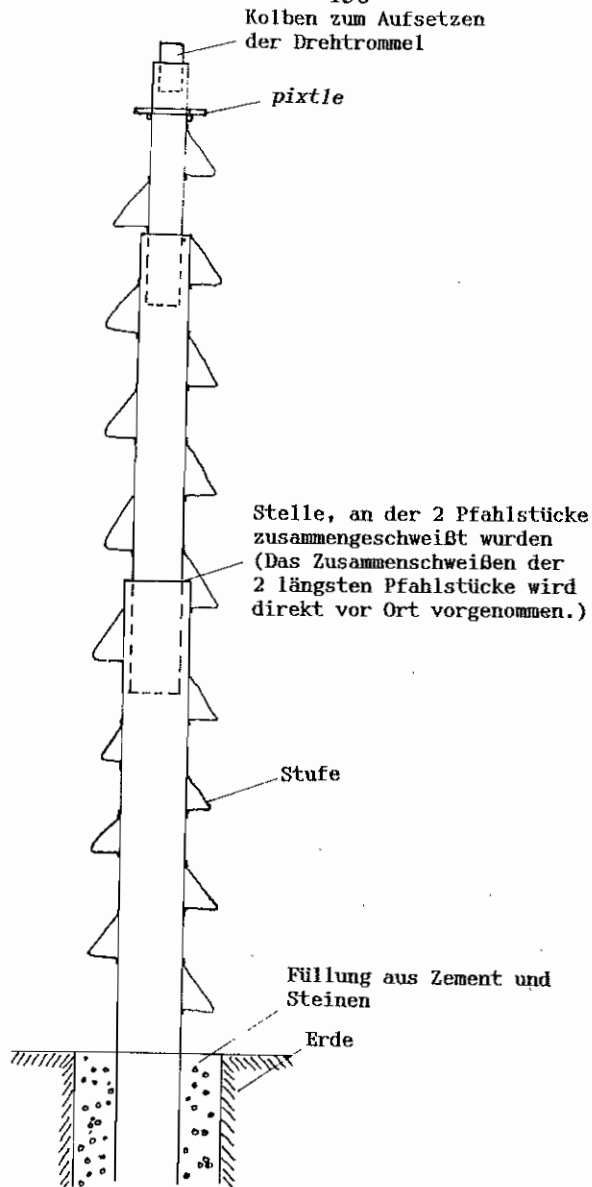 Kolben zum Aufsetzen
der Drehtrommel
pixtle
Stelle, an der 2 Pfahlstücke
zusammengeschweißt wurden
(Das Zusammenschweißen der
2 längsten Pfahlstücke wird
direkt vor Ort vorgenommen.)
Stufe
Füllung aus Zement und
Steinen
Erde